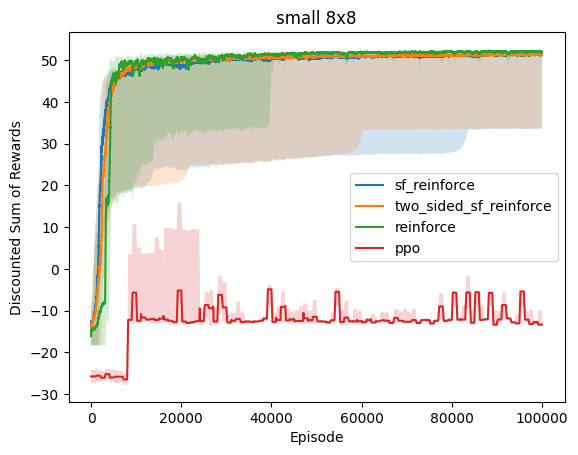 small 8x8
Discounted Sum of Rewards
50
40
30
20
10
0
−10
−20
−30
sf_reinforce
two_sided_sf_reinforce
reinforce
ppo
0 20000 40000 60000 80000 100000
Episode